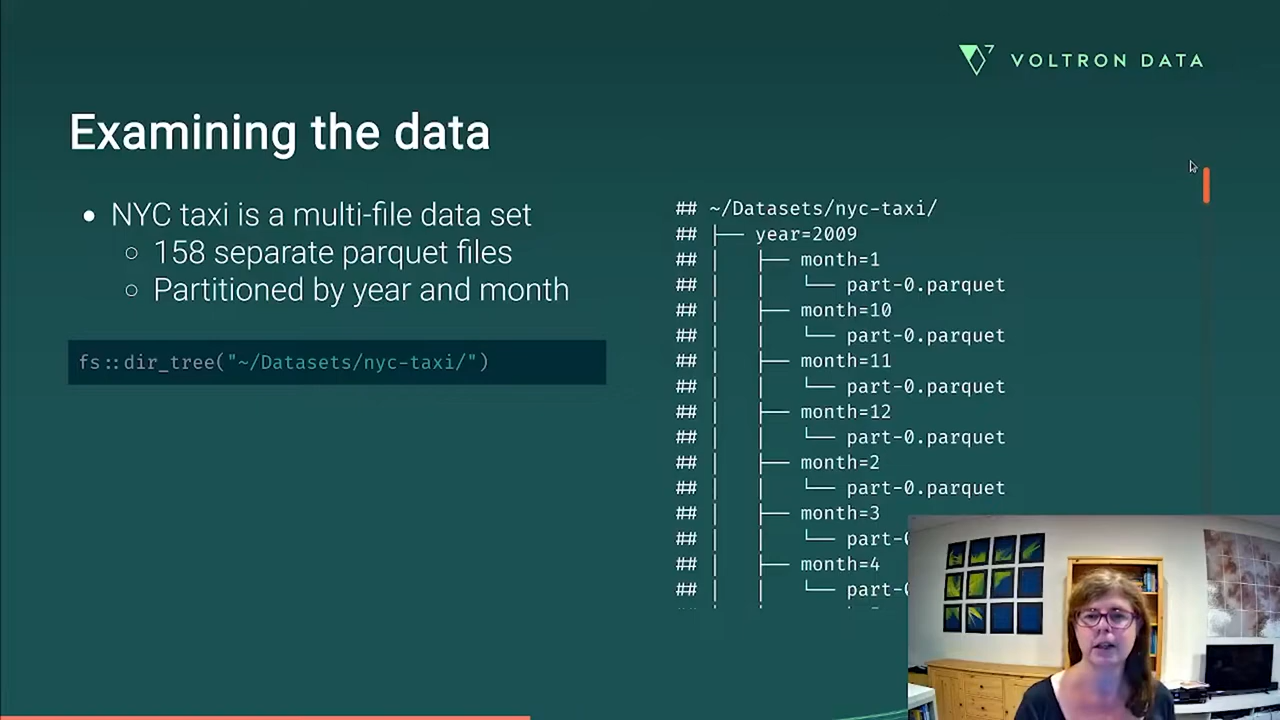 VOLTRON DATA
Examining the data
• NYC taxi is a multi-file data set
○ 158 separate parquet files
○ Partitioned by year and month
fs::dir_tree("~/Datasets/nyc-taxi/")
## ~/Datasets/nyc-taxi/
## ├── year=2009
## │   ├── month=1
## │   │   └── part-0.parquet
## │   ├── month=10
## │   │   └── part-0.parquet
## │   ├── month=11
## │   │   └── part-0.parquet
## │   ├── month=12
## │   │   └── part-0.parquet
## │   ├── month=2
## │   │   └── part-0.parquet
## │   ├── month=3
## │   │   └── part-0
## │   ├── month=4
## │   │   └── part-0